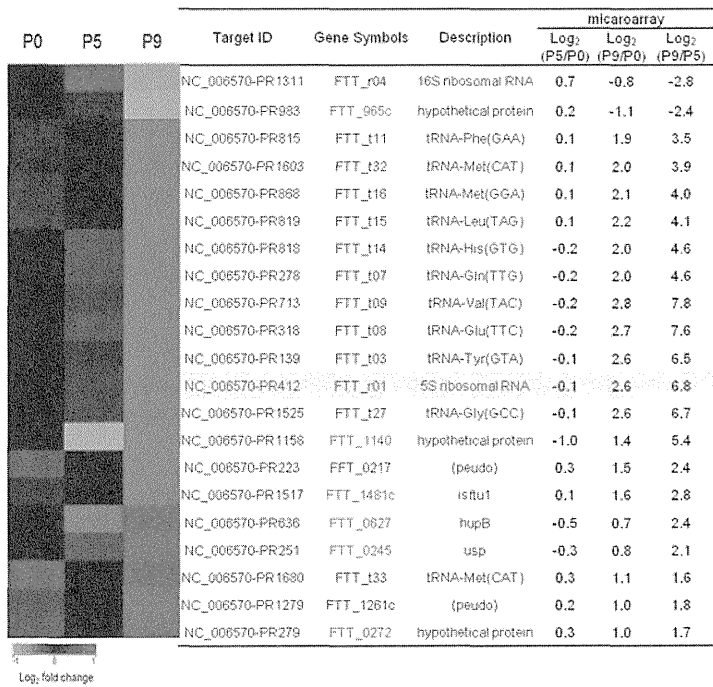 P0 P5 P9
micaroarray
Target ID Gene Symbols Description Log2 (P5/P0) Log2 (P9/P0) Log2 (P9/P5)
NC_006570-PR1311 FTT_r04 16S ribosomal RNA 0.7 -0.8 -2.8
NC_006570-PR983 FTT_965c hypothetical protein 0.2 -1.1 -2.4
NC_006570-PR815 FTT_t11 tRNA-Phe(GAA) 0.1 1.9 3.5
NC_006570-PR1603 FTT_t32 tRNA-Met(CAT) 0.1 2.0 3.9
NC_006570-PR868 FTT_t16 tRNA-Met(GGA) 0.1 2.1 4.0
NC_006570-PR819 FTT_t15 tRNA-Leu(TAG) 0.1 2.2 4.1
NC_006570-PR818 FTT_t14 tRNA-His(GTG) -0.2 2.0 4.6
NC_006570-PR278 FTT_t07 tRNA-Gln(TTG) -0.2 2.0 4.6
NC_006570-PR713 FTT_t09 tRNA-Val(TAC) -0.2 2.8 7.8
NC_006570-PR318 FTT_t08 tRNA-Glu(TTC) -0.2 2.7 7.6
NC_006570-PR139 FTT_t03 tRNA-Tyr(GTA) -0.1 2.6 6.5
NC_006570-PR412 FTT_r01 5S ribosomal RNA -0.1 2.6 6.8
NC_006570-PR1525 FTT_t27 tRNA-Gly(GCC) -0.1 2.6 6.7
NC_006570-PR1158 FTT_1140 hypothetical protein -1.0 1.4 5.4
NC_006570-PR223 FFT_0217 (peudo) 0.3 1.5 2.4
NC_006570-PR1517 FTT_1481c isftu1 0.1 1.6 2.8
NC_006570-PR636 FTT_0627 hupB -0.5 0.7 2.4
NC_006570-PR251 FTT_0245 usp -0.3 0.8 2.1
NC_006570-PR1680 FTT_t33 tRNA-Met(CAT) 0.3 1.1 1.6
NC_006570-PR1279 FTT_1261c (peudo) 0.2 1.0 1.8
NC_006570-PR279 FTT_0272 hypothetical protein 0.3 1.0 1.7
-1 0 1
Log2 fold change